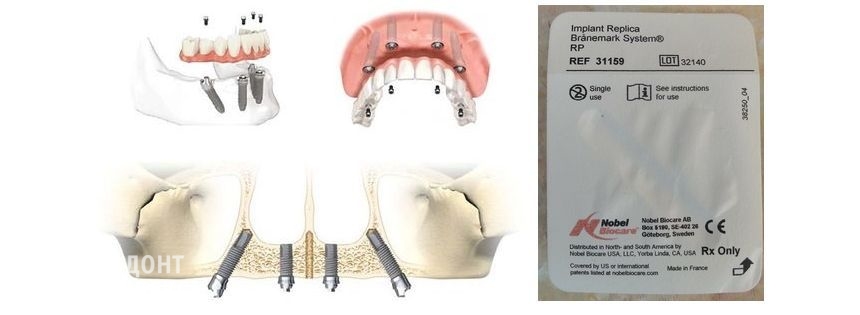 ДОНТ
Implant Replica
Brånemark System®
RP
REF 31159 LOT 32140
Single use
See instructions for use
38250_04
Nobel Biocare™
Nobel Biocare AB
Box 5190, SE-402 26
Göteborg, Sweden
CE
Distributed in North- and South America by
Nobel Biocare USA, LLC, Yorba Linda, CA, USA
Rx Only
Covered by US or International
patents listed at nobelbiocare.com
Made in France